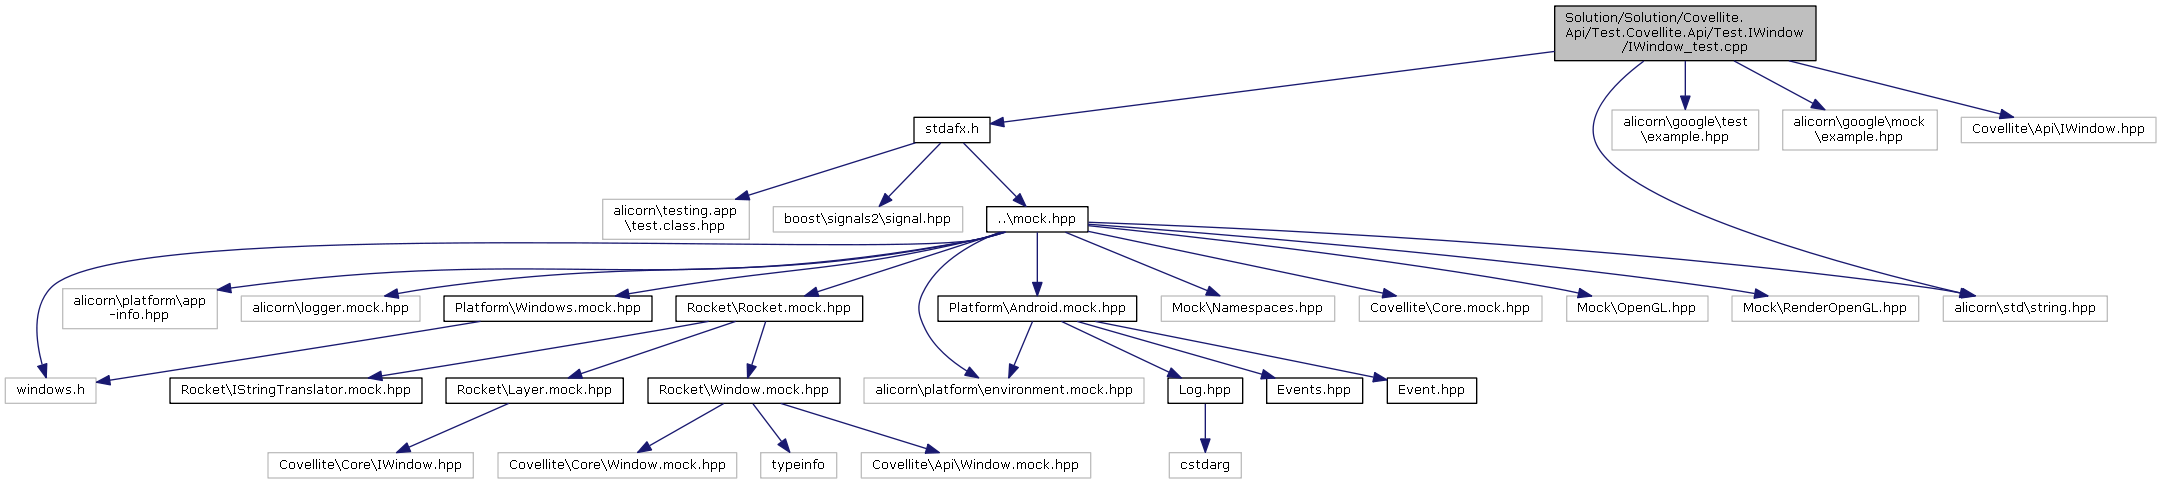 Solution/Solution/Covellite.
Api/Test.Covellite.Api/Test.IWindow
/IWindow_test.cpp
stdafx.h
alicorn\google\test
\example.hpp
alicorn\google\mock
\example.hpp
Covellite\Api\IWindow.hpp
alicorn\testing.app
\test.class.hpp
boost\signals2\signal.hpp
..\mock.hpp
alicorn\platform\app
-info.hpp
alicorn\logger.mock.hpp
Platform\Windows.mock.hpp
Rocket\Rocket.mock.hpp
Platform\Android.mock.hpp
Mock\Namespaces.hpp
Covellite\Core.mock.hpp
Mock\OpenGL.hpp
Mock\RenderOpenGL.hpp
alicorn\std\string.hpp
windows.h
Rocket\IStringTranslator.mock.hpp
Rocket\Layer.mock.hpp
Rocket\Window.mock.hpp
alicorn\platform\environment.mock.hpp
Log.hpp
Events.hpp
Event.hpp
Covellite\Core\IWindow.hpp
Covellite\Core\Window.mock.hpp
typeinfo
Covellite\Api\Window.mock.hpp
cstdarg